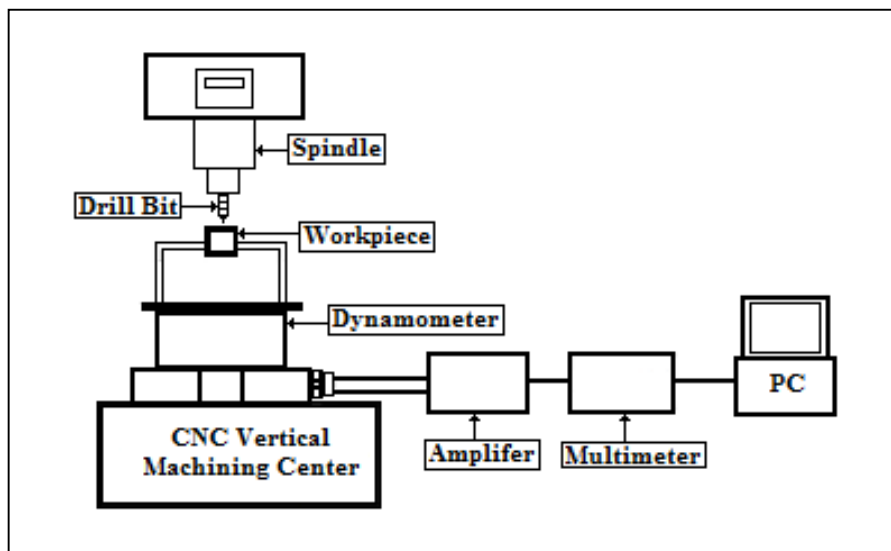 Spindle
Drill Bit
Workpiece
Dynamometer
PC
CNC Vertical
Machining Center
Amplifer
Multimeter